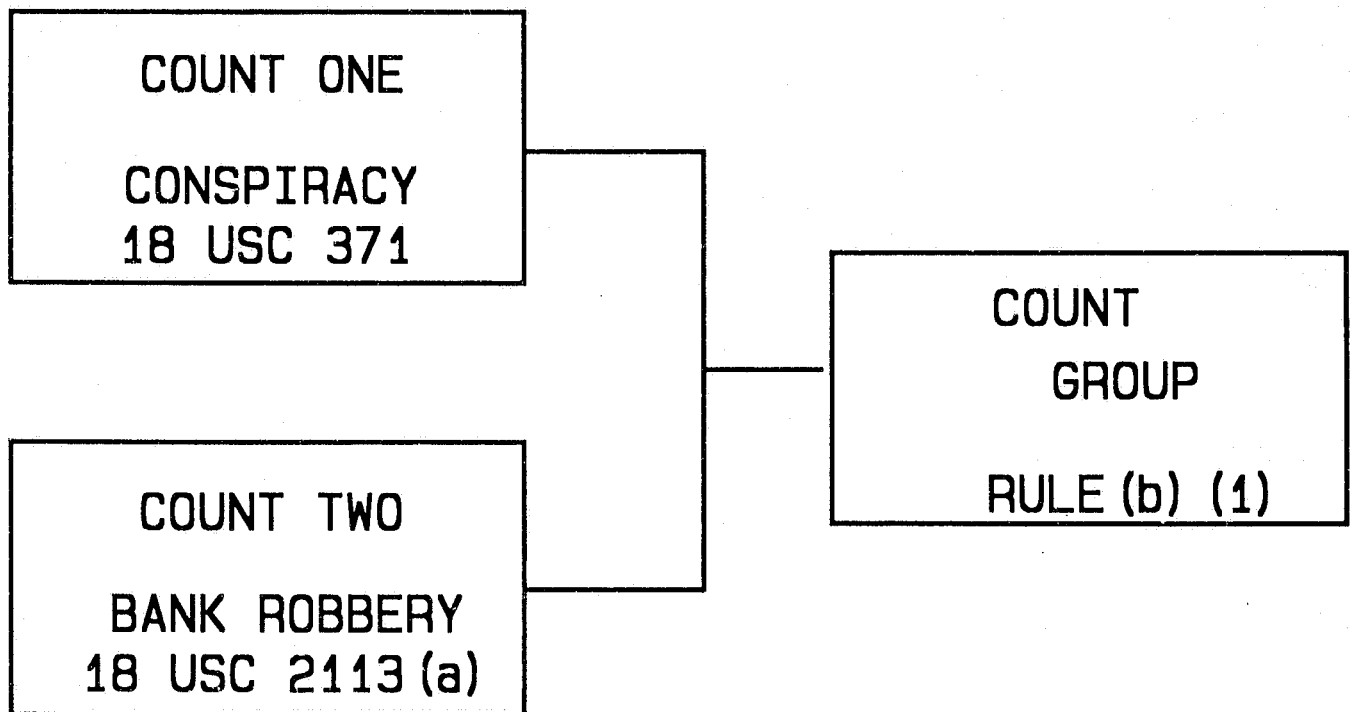 COUNT ONE
CONSPIRACY
18 USC 371
COUNT TWO
BANK ROBBERY
18 USC 2113 (a)
COUNT
GROUP
RULE (b) (1)